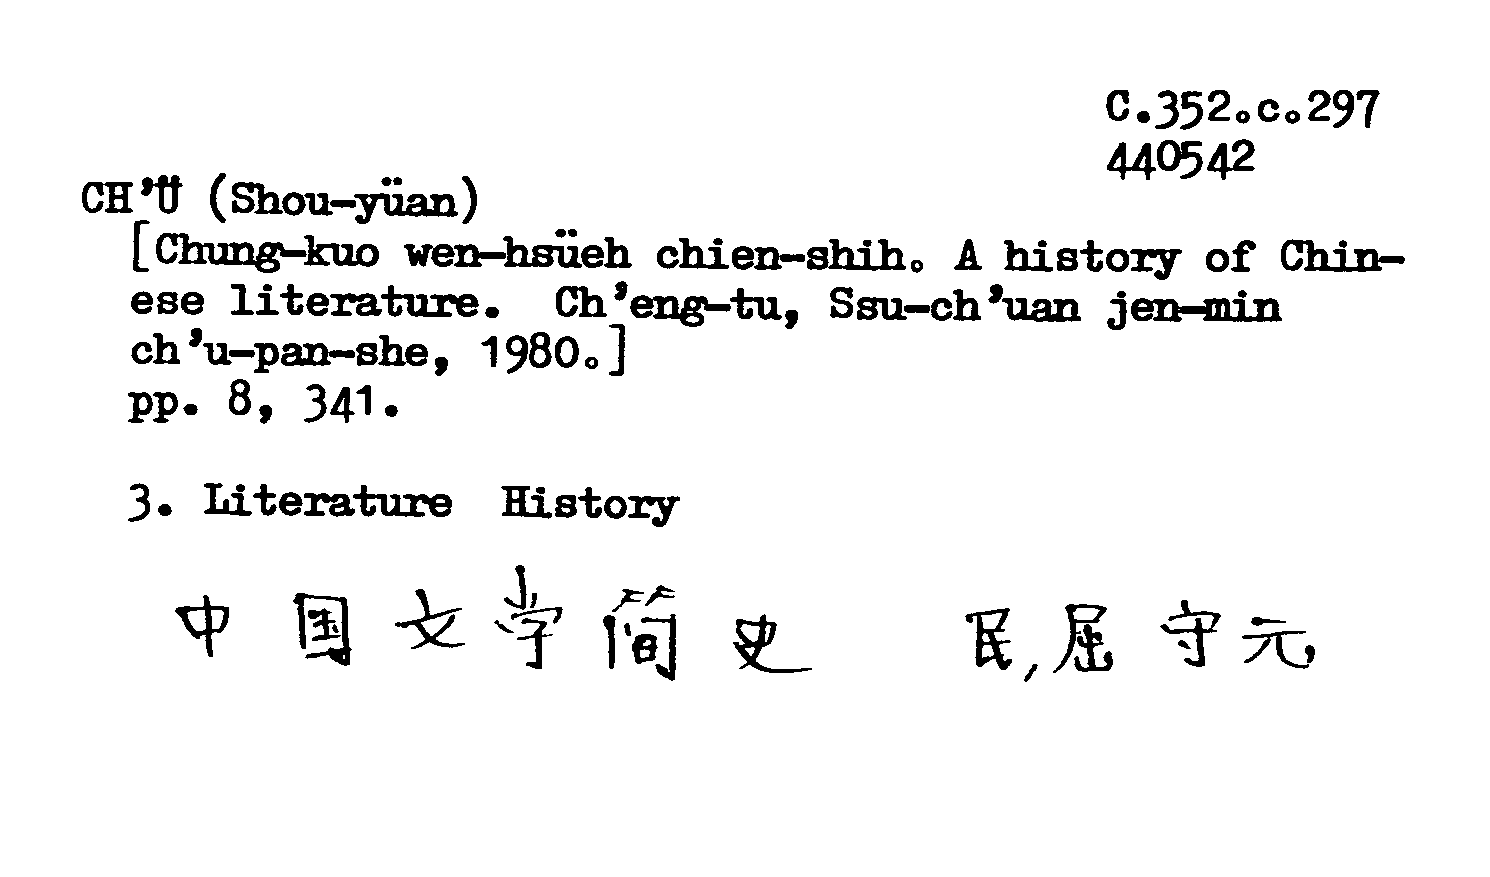 C.352.c.297
440542
CH'Ü (Shou-yüan)
[Chung-kuo wen-hsüeh chien-shih. A history of Chin-
ese literature. Ch'eng-tu, Ssu-ch'uan jen-min
ch'u-pan-she, 1980.]
pp. 8, 341.
3. Literature History
中国文学简史 民,屈守元